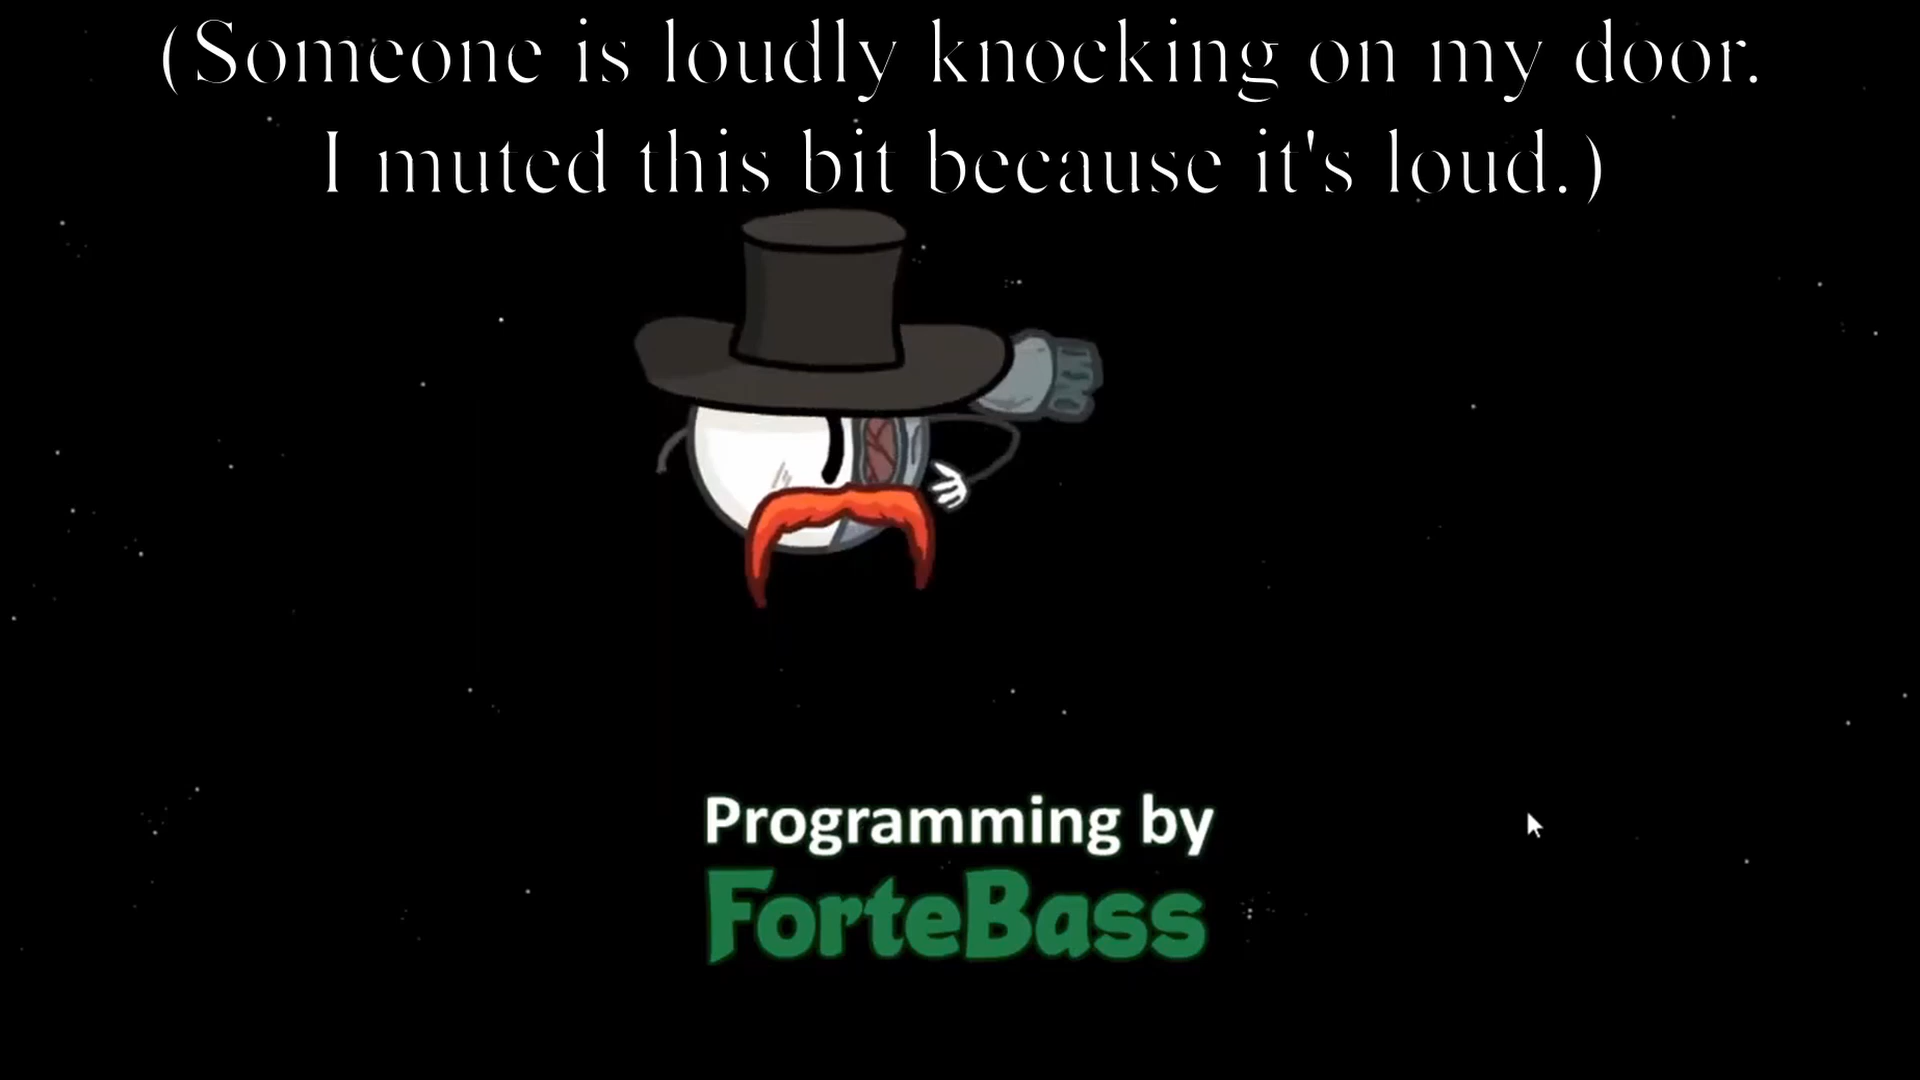 (Someone is loudly knocking on my door.
I muted this bit because it's loud.)
Programming by
ForteBass